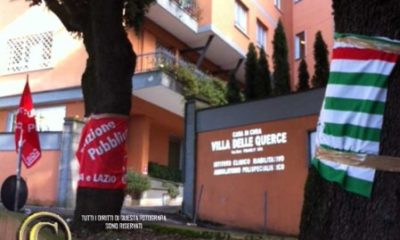 CASA DI CURA
VILLA DELLE QUERCE
ISTITUTO CLINICO RIABILITATIVO
AMBULATORIO POLISPECIALISTICO
zione
Pubblic
A e LAZIO
TUTTI I DIRITTI DI QUESTA FOTOGRAFIA
SONO RISERVATI
©